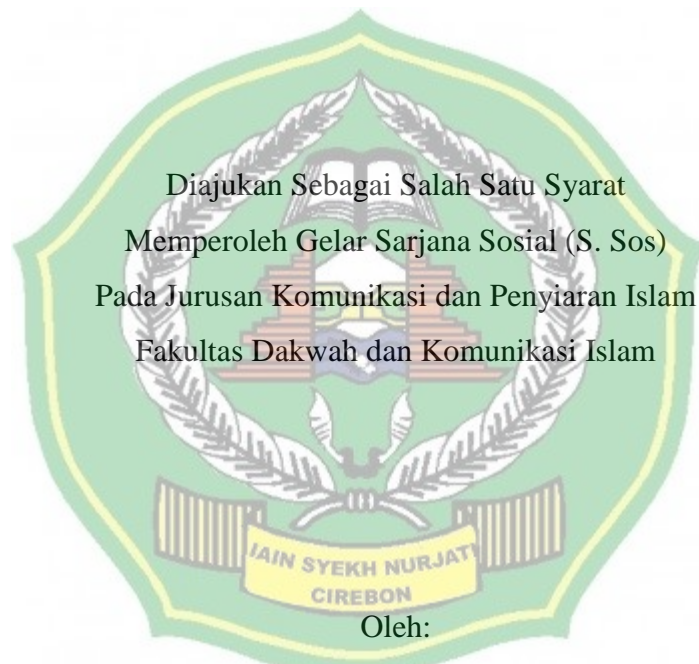 Diajukan Sebagai Salah Satu Syarat
Memperoleh Gelar Sarjana Sosial (S. Sos)
Pada Jurusan Komunikasi dan Penyiaran Islam
Fakultas Dakwah dan Komunikasi Islam
IAIN SYEKH NURJATI
CIREBON
Oleh: